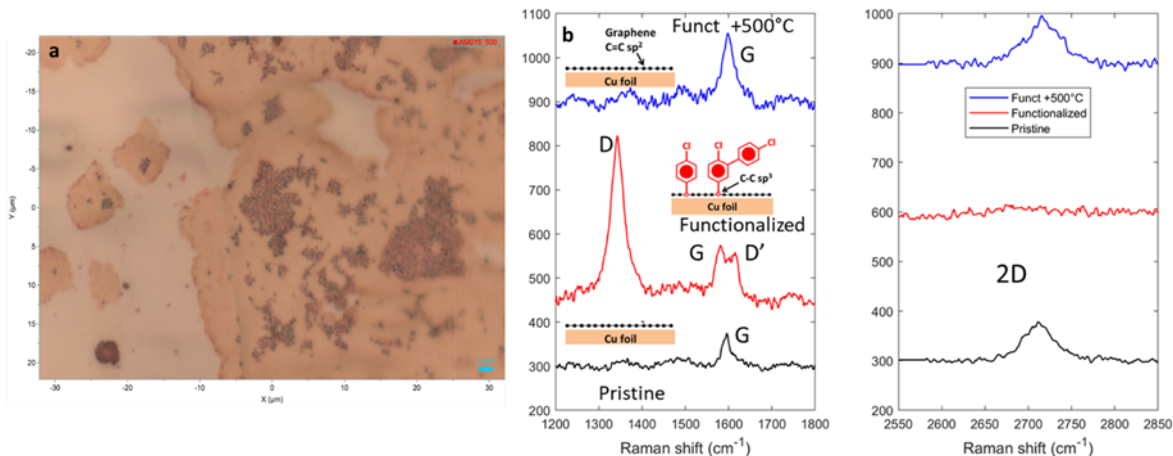 a
AMD15_500
-20
-15
-10
-5
0
5
10
15
20
Y (µm)
-30
-20
-10
0
10
20
30
X (µm)
b
1100
1000
900
800
700
600
500
400
300
200
Funct +500°C
Graphene
C=C sp²
Cu foil
G
D
Cl
Cl
Cl
C-C sp³
Cu foil
Functionalized
G
D'
Cu foil
G
Pristine
1200 1300 1400 1500 1600 1700 1800
Raman shift (cm⁻¹)
1000
900
800
700
600
500
400
300
200
Funct +500°C
Functionalized
Pristine
2D
2550 2600 2650 2700 2750 2800 2850
Raman shift (cm⁻¹)